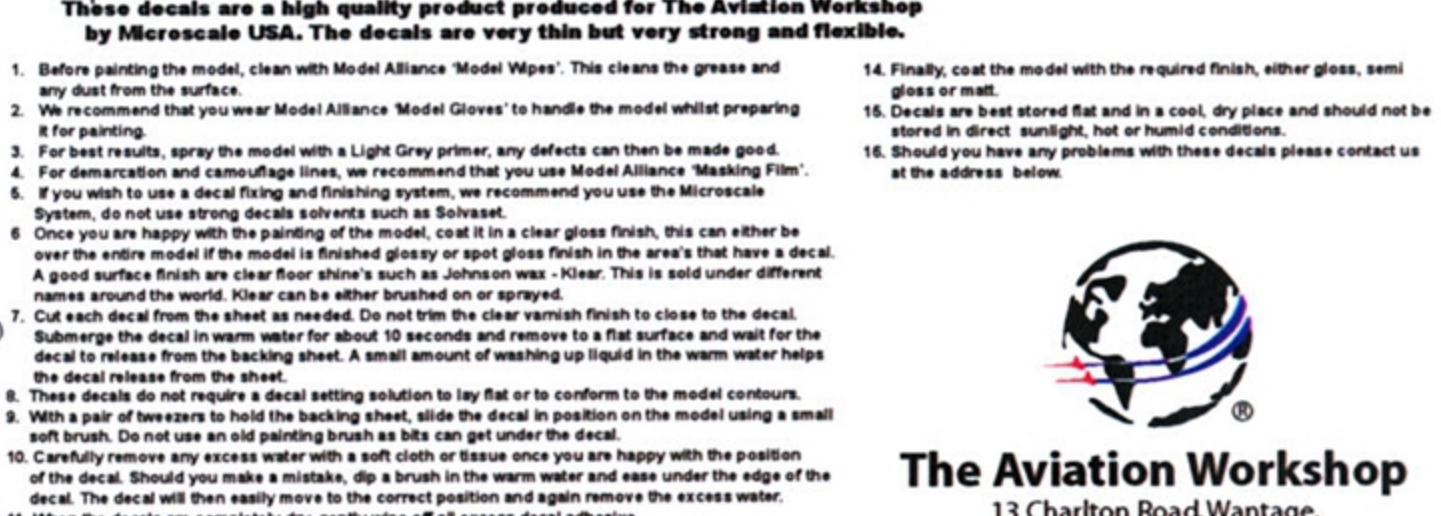 These decals are a high quality product produced for The Aviation Workshop
by Microscale USA. The decals are very thin but very strong and flexible.
1. Before painting the model, clean with Model Alliance 'Model Wipes'. This cleans the grease and
any dust from the surface.
2. We recommend that you wear Model Alliance 'Model Gloves' to handle the model whilst preparing
it for painting.
3. For best results, spray the model with a Light Grey primer, any defects can then be made good.
4. For demarcation and camouflage lines, we recommend that you use Model Alliance 'Masking Film'.
5. If you wish to use a decal fixing and finishing system, we recommend you use the Microscale
System, do not use strong decals solvents such as Solvaset.
6 Once you are happy with the painting of the model, coat it in a clear gloss finish, this can either be
over the entire model if the model is finished glossy or spot gloss finish in the area's that have a decal.
A good surface finish are clear floor shine's such as Johnson wax - Klear. This is sold under different
names around the world. Klear can be either brushed on or sprayed.
7. Cut each decal from the sheet as needed. Do not trim the clear varnish finish to close to the decal.
Submerge the decal in warm water for about 10 seconds and remove to a flat surface and wait for the
decal to release from the backing sheet. A small amount of washing up liquid in the warm water helps
the decal release from the sheet.
8. These decals do not require a decal setting solution to lay flat or to conform to the model contours.
9. With a pair of tweezers to hold the backing sheet, slide the decal in position on the model using a small
soft brush. Do not use an old painting brush as bits can get under the decal.
10. Carefully remove any excess water with a soft cloth or tissue once you are happy with the position
of the decal. Should you make a mistake, dip a brush in the warm water and ease under the edge of the
decal. The decal will then easily move to the correct position and again remove the excess water.
14. Finally, coat the model with the required finish, either gloss, semi
gloss or matt.
15. Decals are best stored flat and in a cool, dry place and should not be
stored in direct sunlight, hot or humid conditions.
16. Should you have any problems with these decals please contact us
at the address below.
®
The Aviation Workshop
13 Charlton Road Wantage,